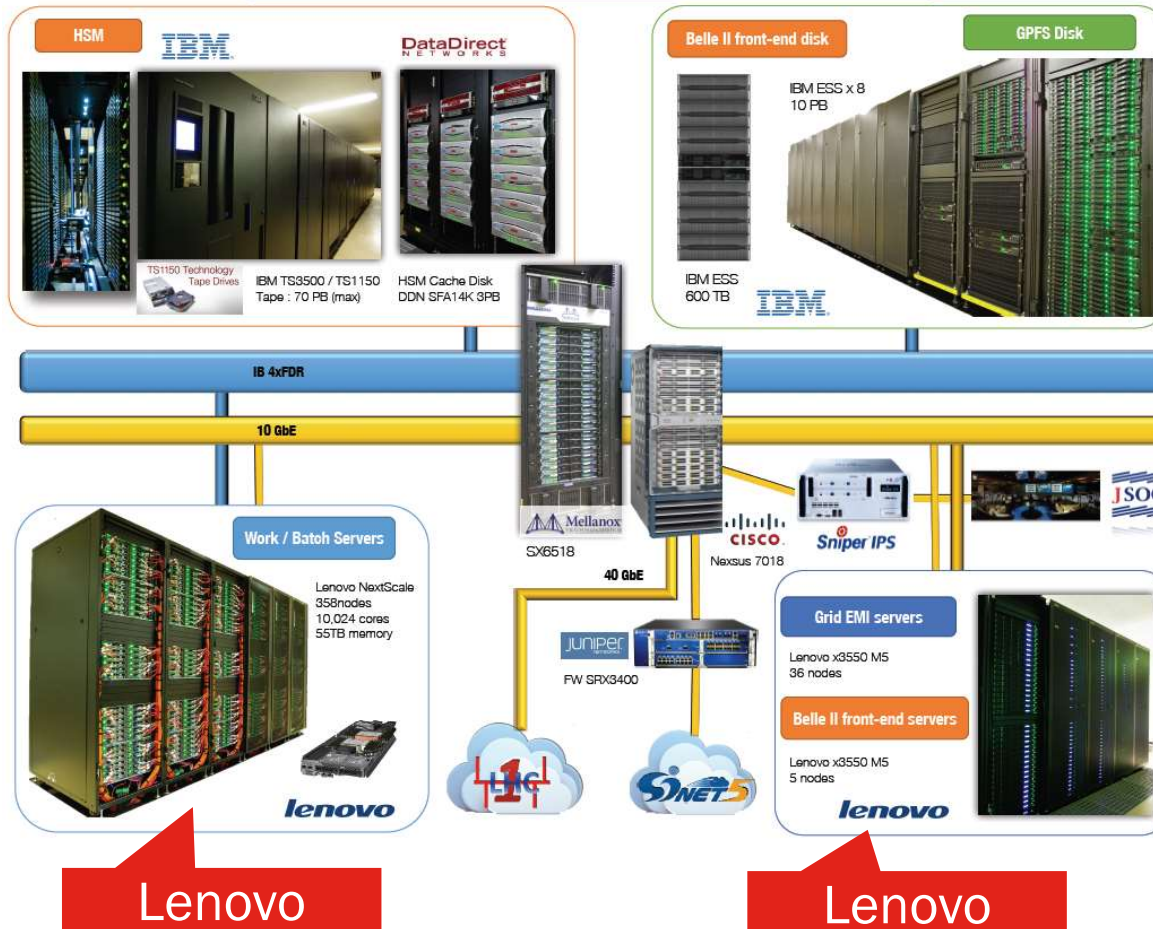 HSM
IBM
DataDirect
NETWORKS
TS1150 Technology
Tape Drives
IBM TS3500 / TS1150
Tape : 70 PB (max)
HSM Cache Disk
DDN SFA14K 3PB
Belle II front-end disk
GPFS Disk
IBM ESS x 8
10 PB
IBM ESS
600 TB
IBM
IB 4xFDR
10 GbE
Mellanox
SX6518
CISCO
Nexsus 7018
Sniper IPS
JSOC
40 GbE
Juniper
NETWORKS
FW SRX3400
LHC
1
SINET5
Work / Batoh Servers
Lenovo NextScale
358nodes
10,024 cores
55TB memory
lenovo
Grid EMI servers
Lenovo x3550 M5
36 nodes
Belle II front-end servers
Lenovo x3550 M5
5 nodes
lenovo
Lenovo
Lenovo